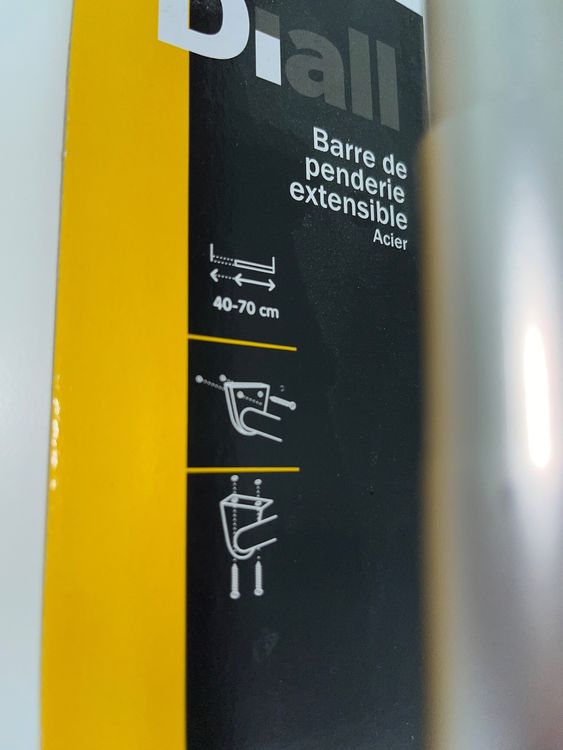 Diall
Barre de
penderie
extensible
Acier
40-70 cm